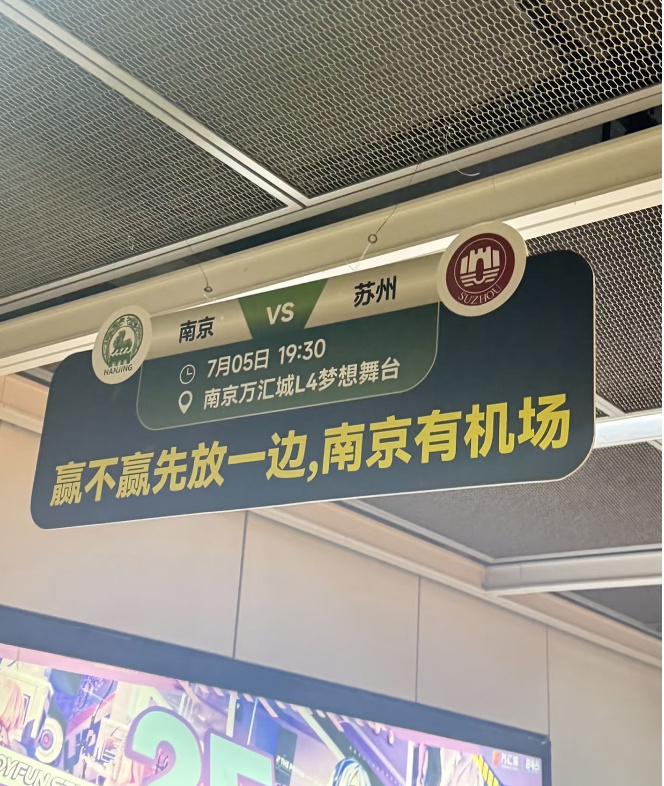 南京 VS 苏州
NANJING
SUZHOU
7月05日 19:30
南京万汇城L4梦想舞台
赢不赢先放一边,南京有机场
25